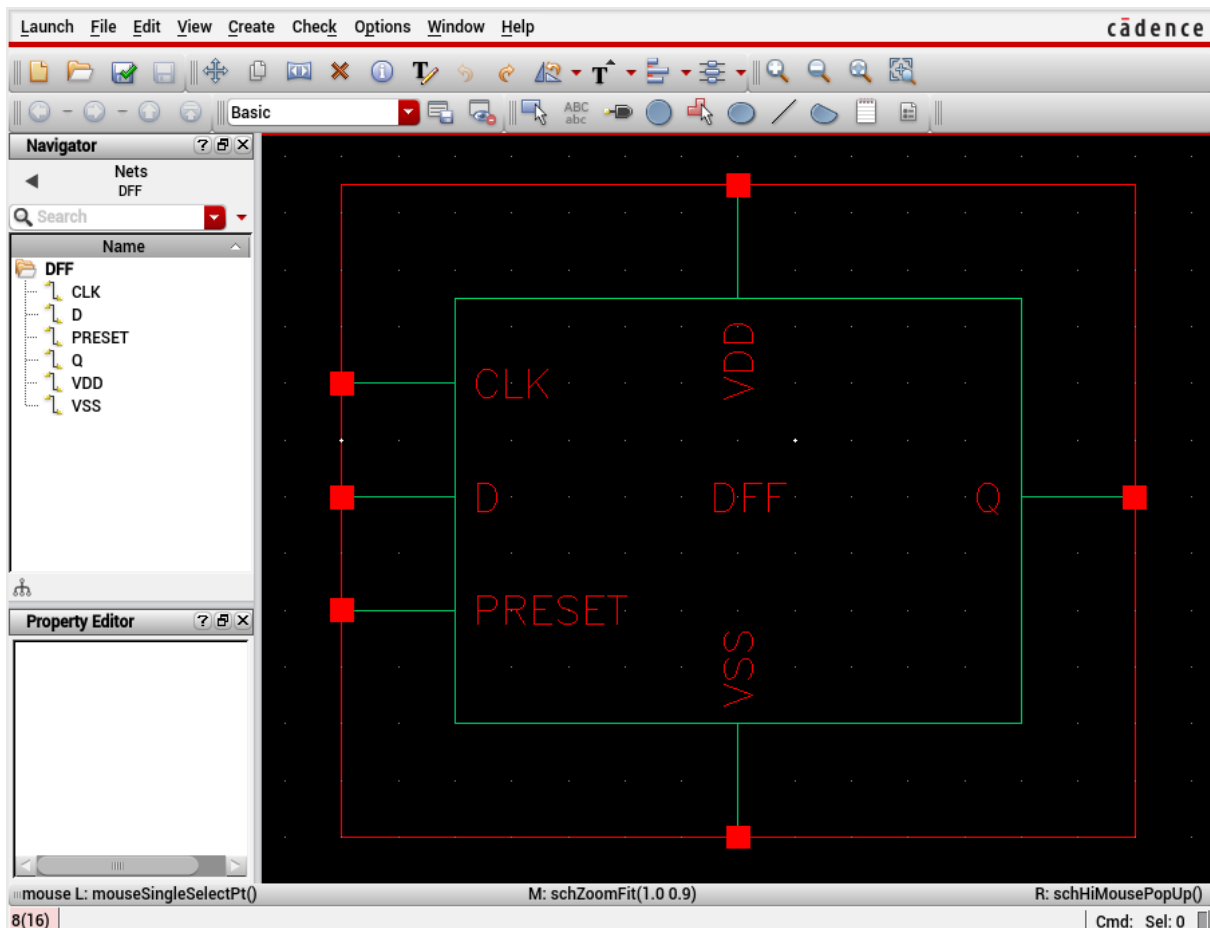 Launch File Edit View Create Check Options Window Help cādence
T T
Basic ABC
abc
Navigator ?
Nets
DFF
Search
Name
DFF
CLK
D
PRESET
Q
VDD
VSS
Property Editor ?
VDD
CLK
D DFF Q
PRESET
VSS
mouse L: mouseSingleSelectPt() M: schZoomFit(1.0 0.9) R: schHiMousePopUp()
8(16) Cmd: Sel: 0